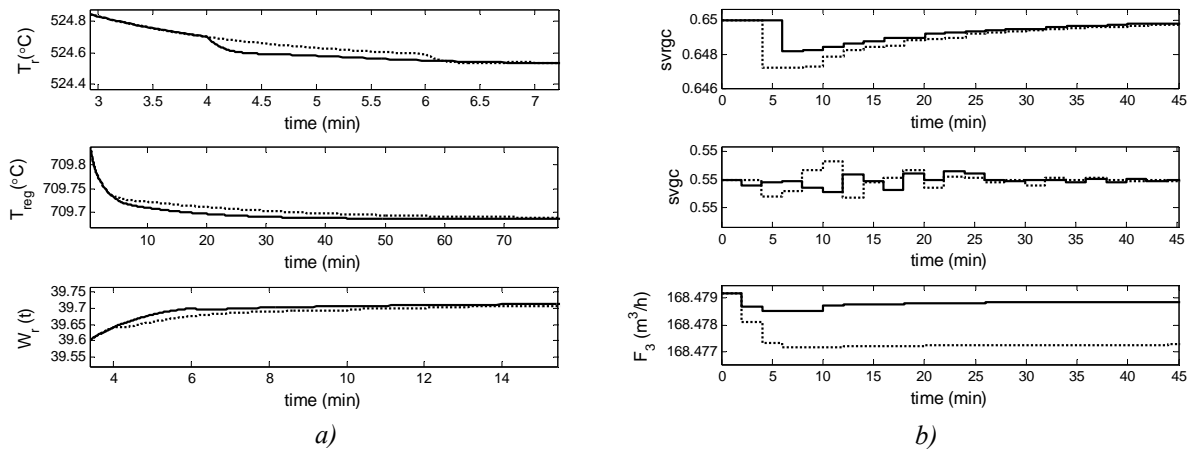 524.8
524.6
524.4
T_r(°C)
3 3.5 4 4.5 5 5.5 6 6.5 7
time (min)
709.8
709.75
709.7
T_reg(°C)
10 20 30 40 50 60 70
time (min)
39.75
39.7
39.65
39.6
39.55
W_r (t)
4 6 8 10 12 14
time (min)
a)
0.65
0.648
0.646
svrgc
0 5 10 15 20 25 30 35 40 45
time (min)
0.55
0.55
0.55
svgc
0 5 10 15 20 25 30 35 40 45
time (min)
168.479
168.478
168.477
F_3 (m^3/h)
0 5 10 15 20 25 30 35 40 45
time (min)
b)